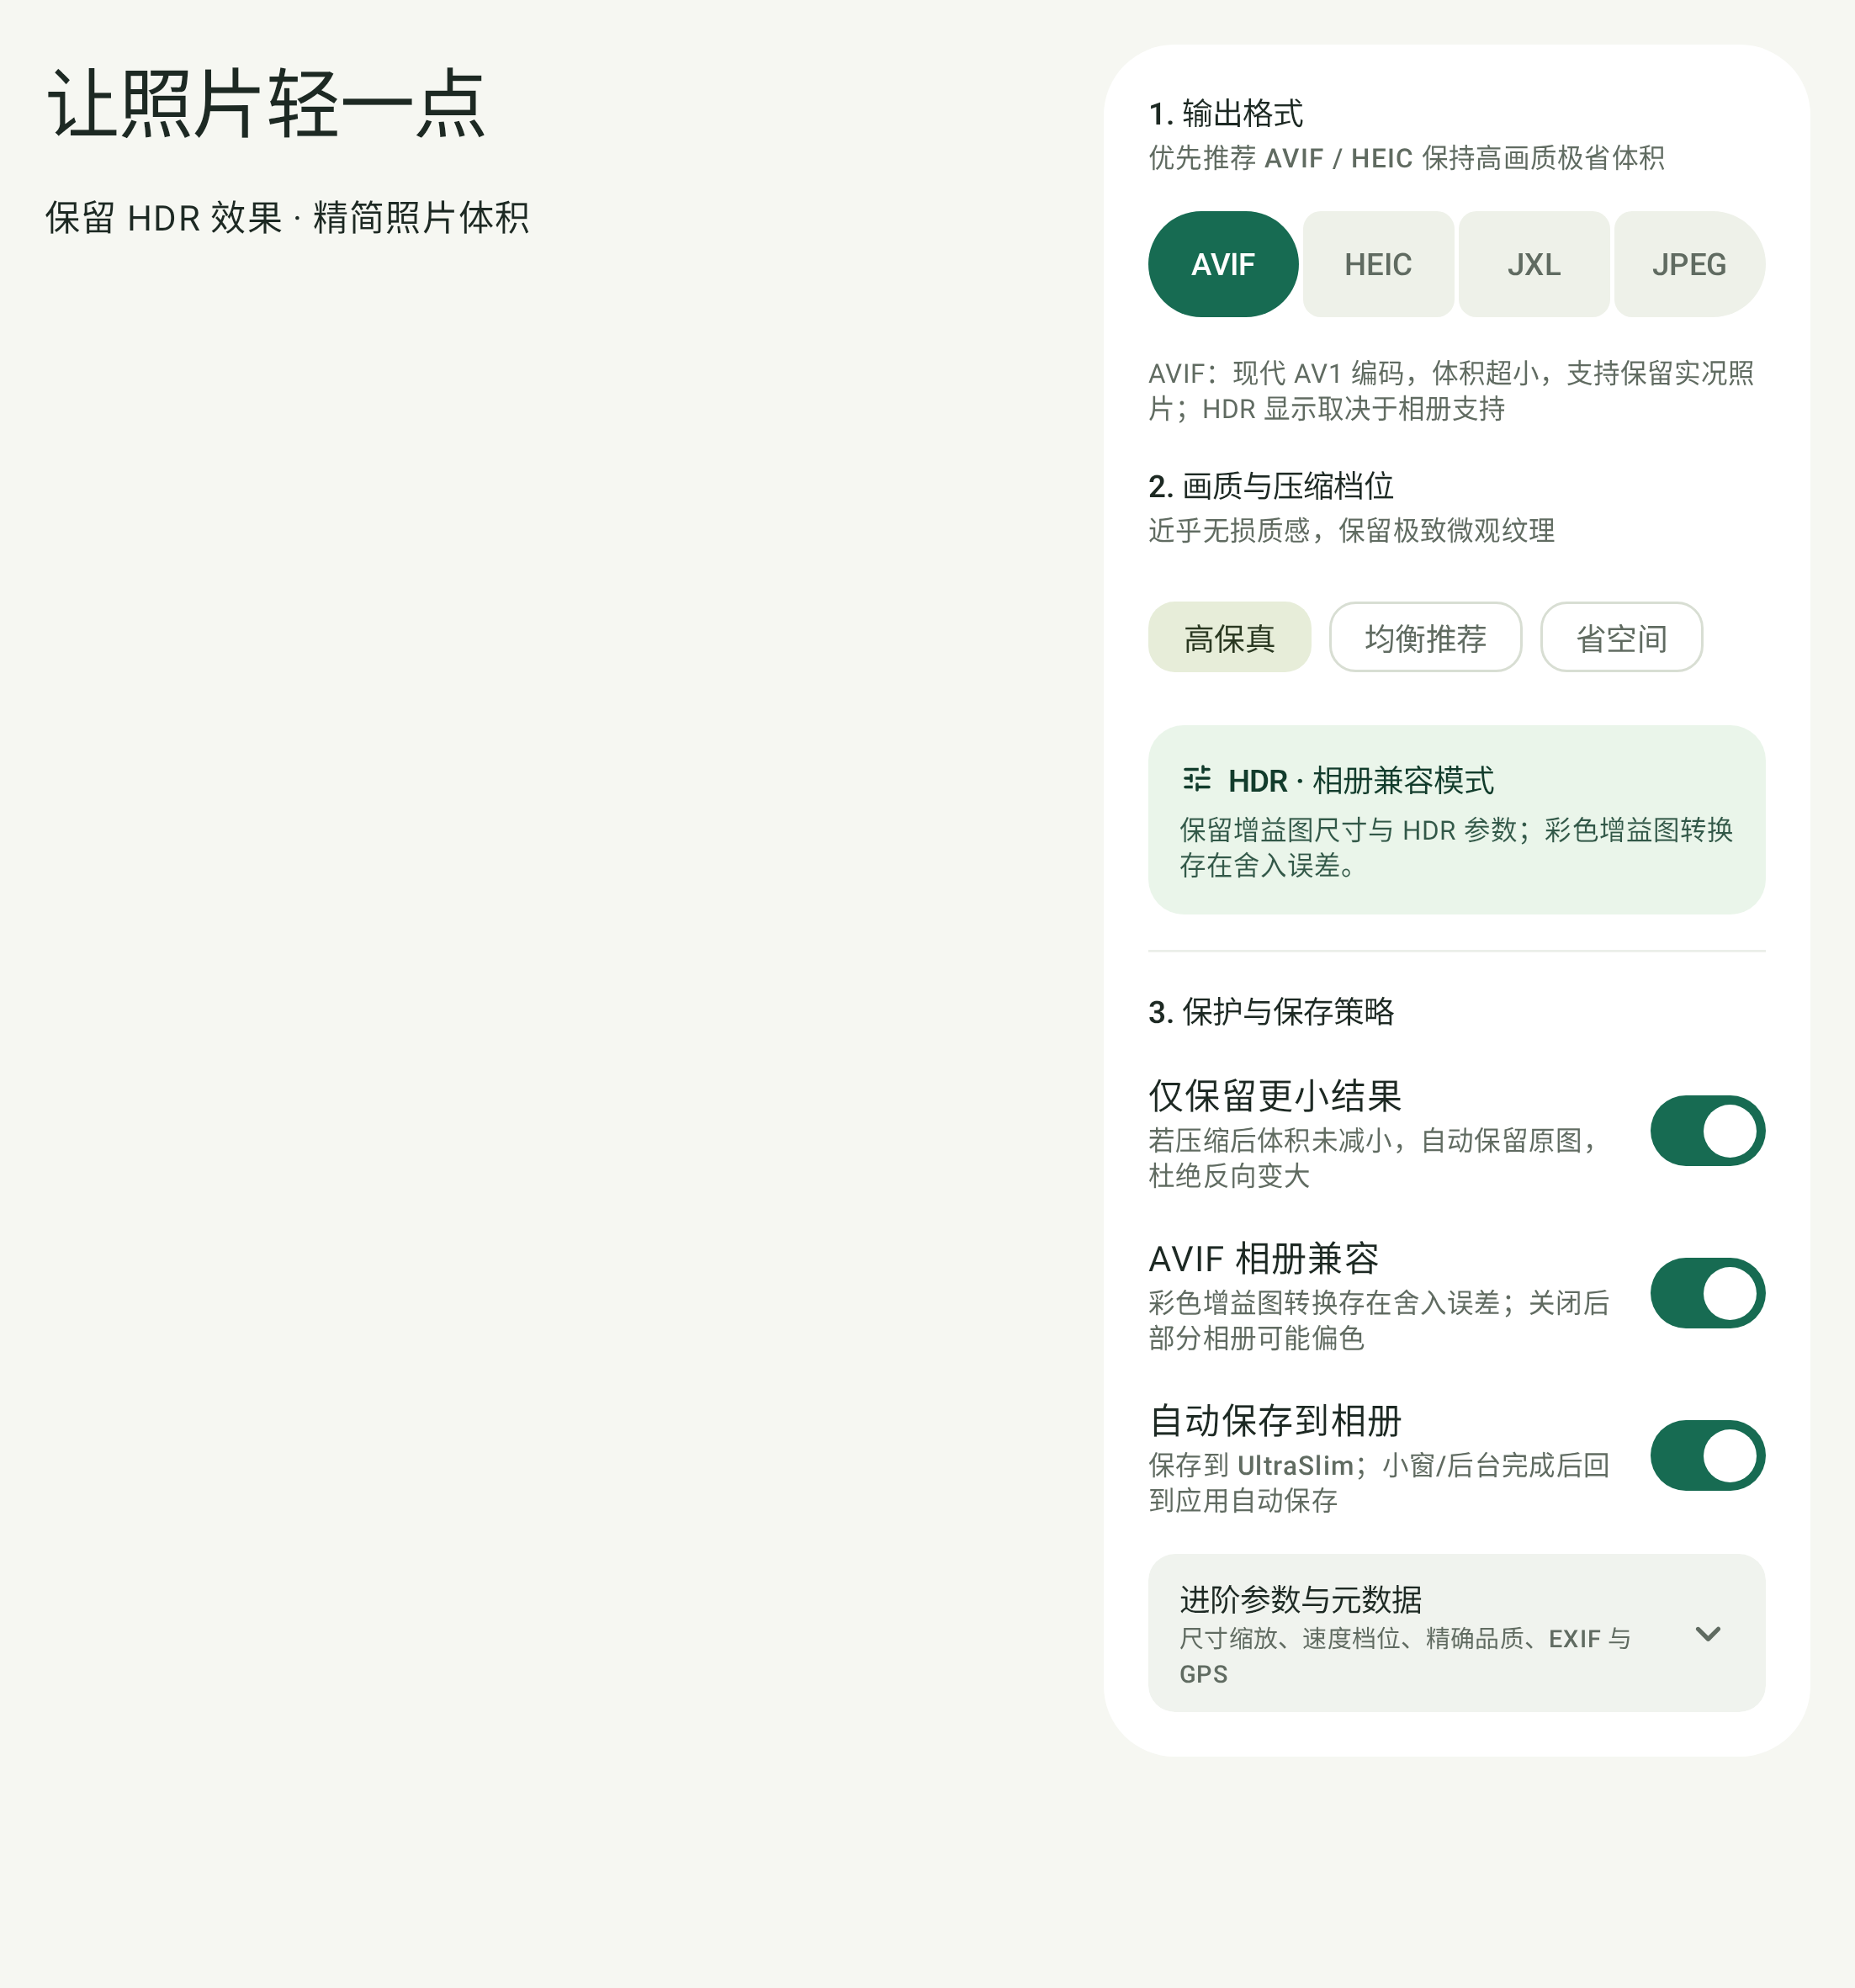 让照片轻一点
保留 HDR 效果 · 精简照片体积
1. 输出格式
优先推荐 AVIF / HEIC 保持高画质极省体积
AVIF
HEIC
JXL
JPEG
AVIF：现代 AV1 编码，体积超小，支持保留实况照
片；HDR 显示取决于相册支持
2. 画质与压缩档位
近乎无损质感，保留极致微观纹理
高保真
均衡推荐
省空间
HDR · 相册兼容模式
保留增益图尺寸与 HDR 参数；彩色增益图转换
存在舍入误差。
3. 保护与保存策略
仅保留更小结果
若压缩后体积未减小，自动保留原图，
杜绝反向变大
AVIF 相册兼容
彩色增益图转换存在舍入误差；关闭后
部分相册可能偏色
自动保存到相册
保存到 UltraSlim；小窗/后台完成后回
到应用自动保存
进阶参数与元数据
尺寸缩放、速度档位、精确品质、EXIF 与
GPS